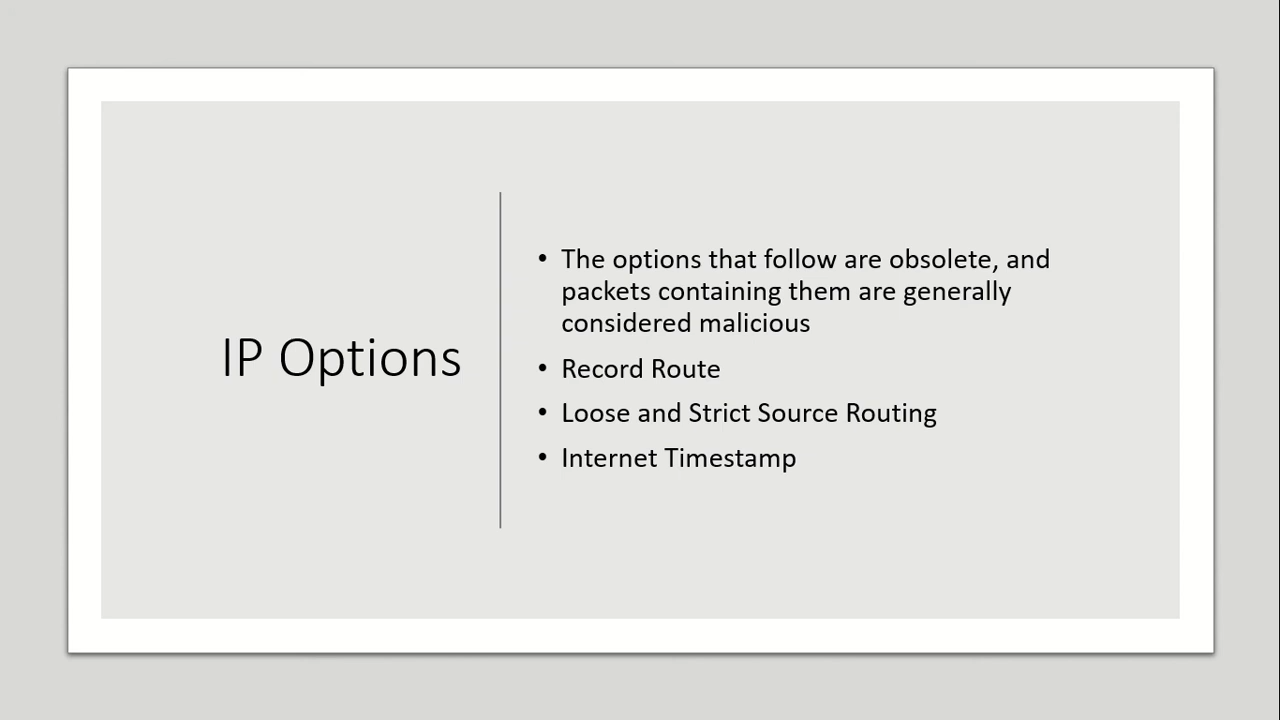 IP Options
• The options that follow are obsolete, and
packets containing them are generally
considered malicious
• Record Route
• Loose and Strict Source Routing
• Internet Timestamp